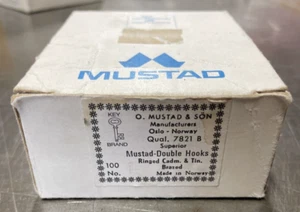 MUSTAD
KEY
BRAND
O. MUSTAD & SON
Manufacturers
Oslo - Norway
Qual. 7821 B
Superior
Mustad-Double Hooks
Ringed Cadm. & Tin.
Brazed
100
No.
Made in Norway